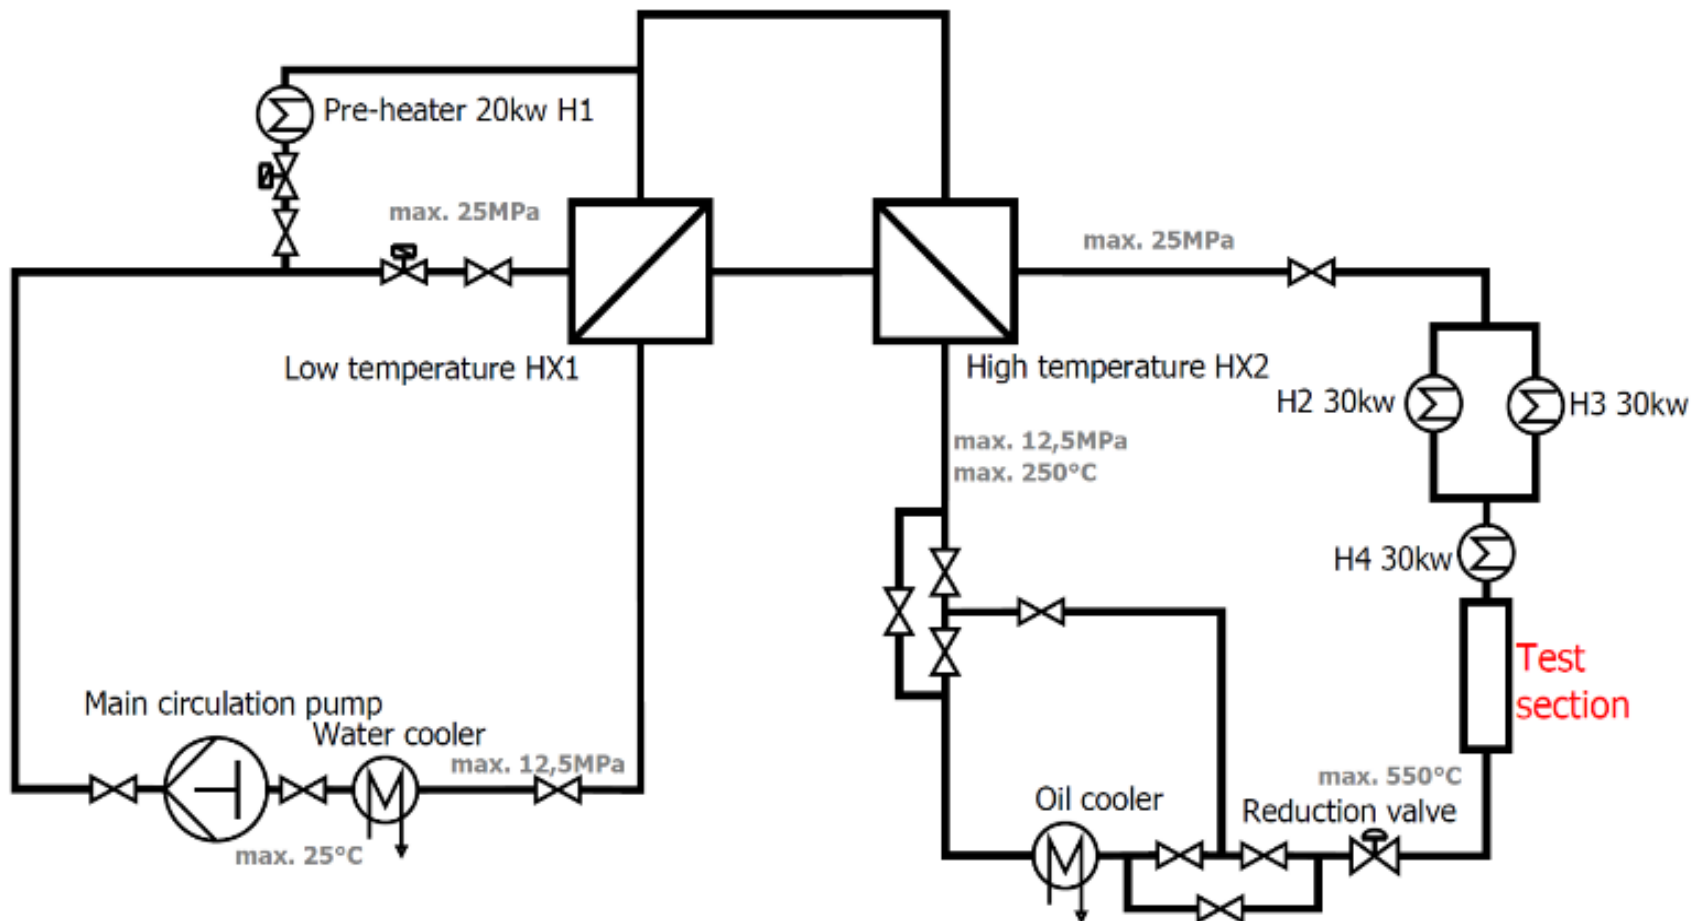 Pre-heater 20kw H1
max. 25MPa
max. 25MPa
Low temperature HX1
High temperature HX2
H2 30kw
H3 30kw
max. 12,5MPa
max. 250°C
H4 30kw
Test
section
Main circulation pump
Water cooler
max. 12,5MPa
max. 25°C
max. 550°C
Oil cooler
Reduction valve